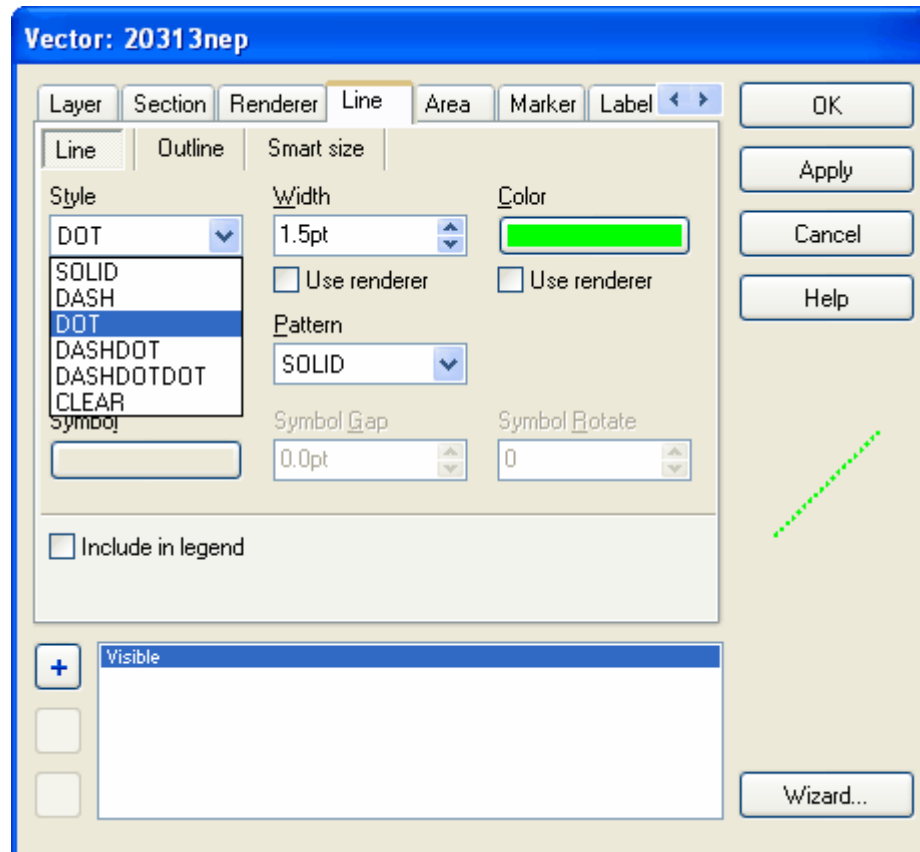 Vector: 20313nep
Layer Section Renderer Line Area Marker Label
OK
Line Outline Smart size
Apply
Style Width Color
DOT 1.5pt
Cancel
SOLID
Use renderer Use renderer
DASH
Help
DOT
Pattern
DASHDOT
SOLID
DASHDOTDOT
CLEAR
Symbol Symbol Gap Symbol Rotate
0.0pt 0
Include in legend
+ Visible
Wizard...